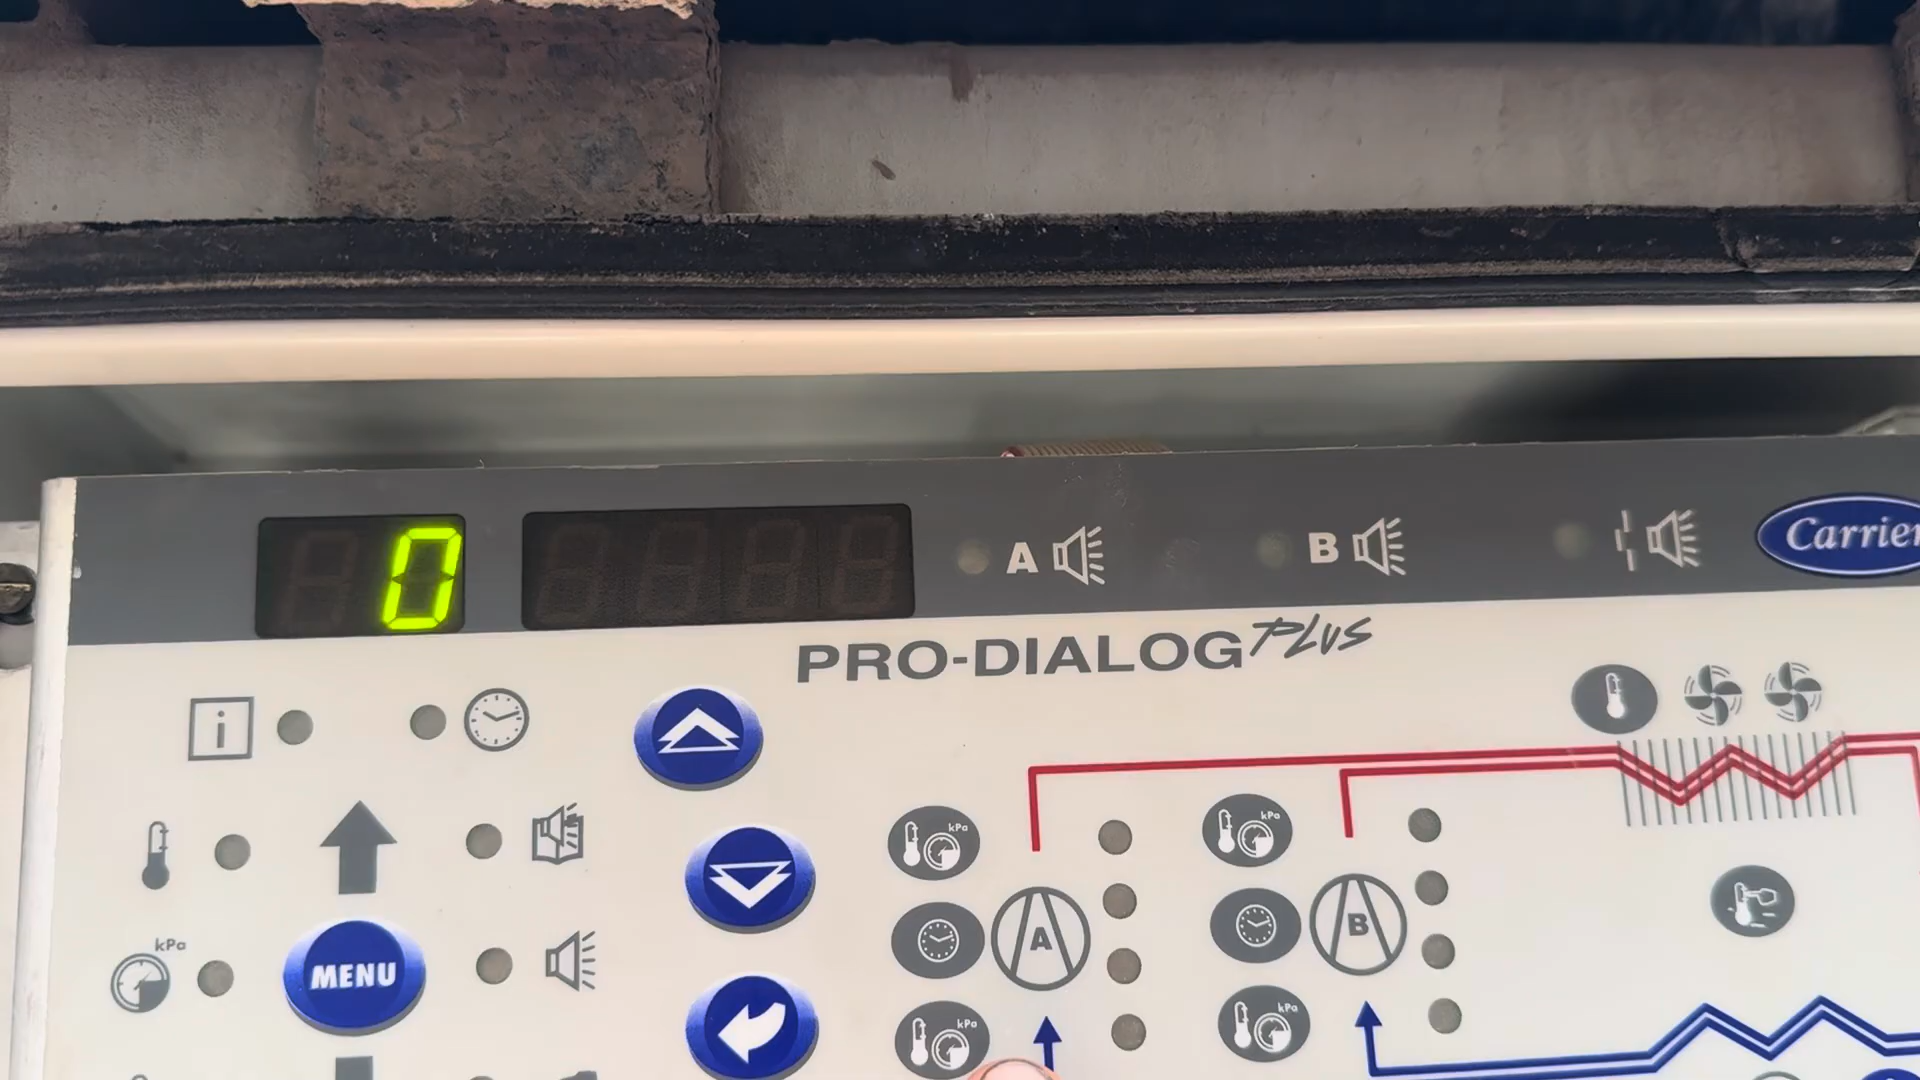 0
A
B
Carrier
PRO-DIALOG PLUS
kPa
kPa
kPa
MENU
A
B
kPa
kPa